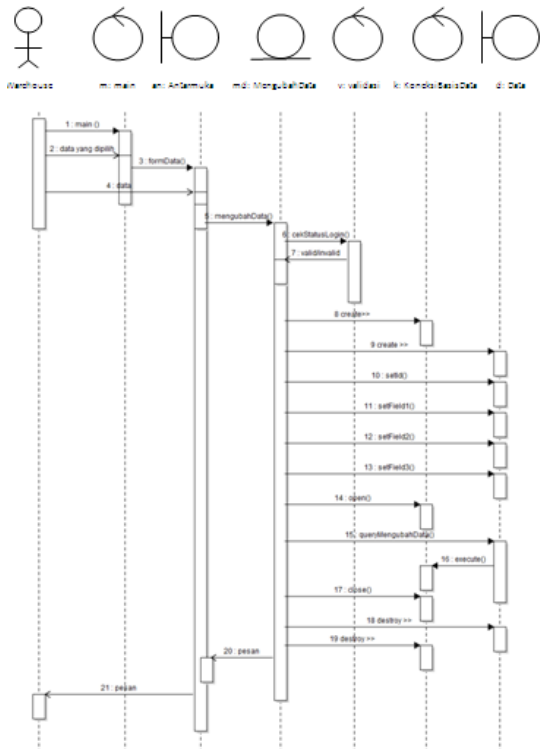 Warehouse
m: main
an: Antarmuka
md: MengubahData
v: validasi
k: KoneksiBasisData
d: Data
1 : main ()
2 : data yang dipilih
3 : formData()
4 : data
5 : mengubahData()
6 : cekStatusLogin()
7 : valid/invalid
8 create>>
9 create >>
10 : setId()
11 : setField1()
12 : setField2()
13 : setField3()
14 : open()
15 : queryMengubahData()
16 : execute()
17 : close()
18 destroy >>
19 destroy >>
20 : pesan
21 : pesan